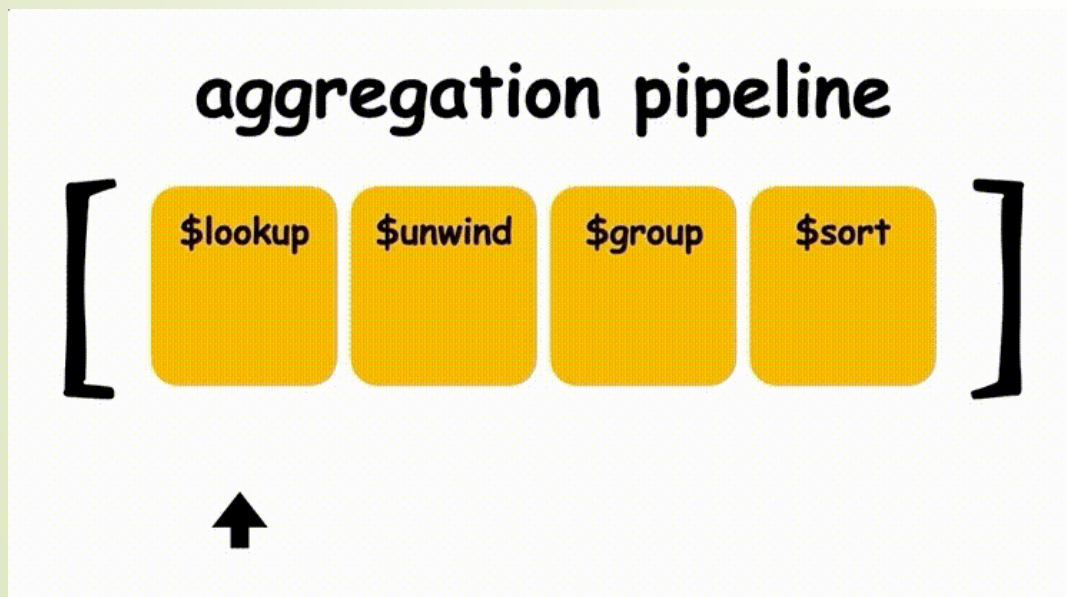 aggregation pipeline
[ $lookup $unwind $group $sort ]